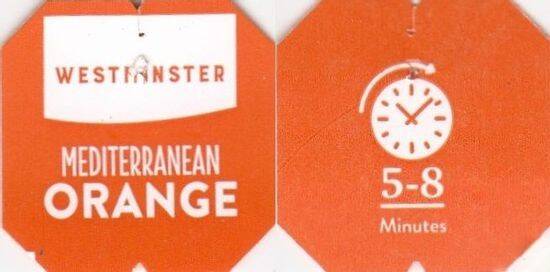 WESTMINSTER
MEDITERRANEAN
ORANGE
5-8
Minutes